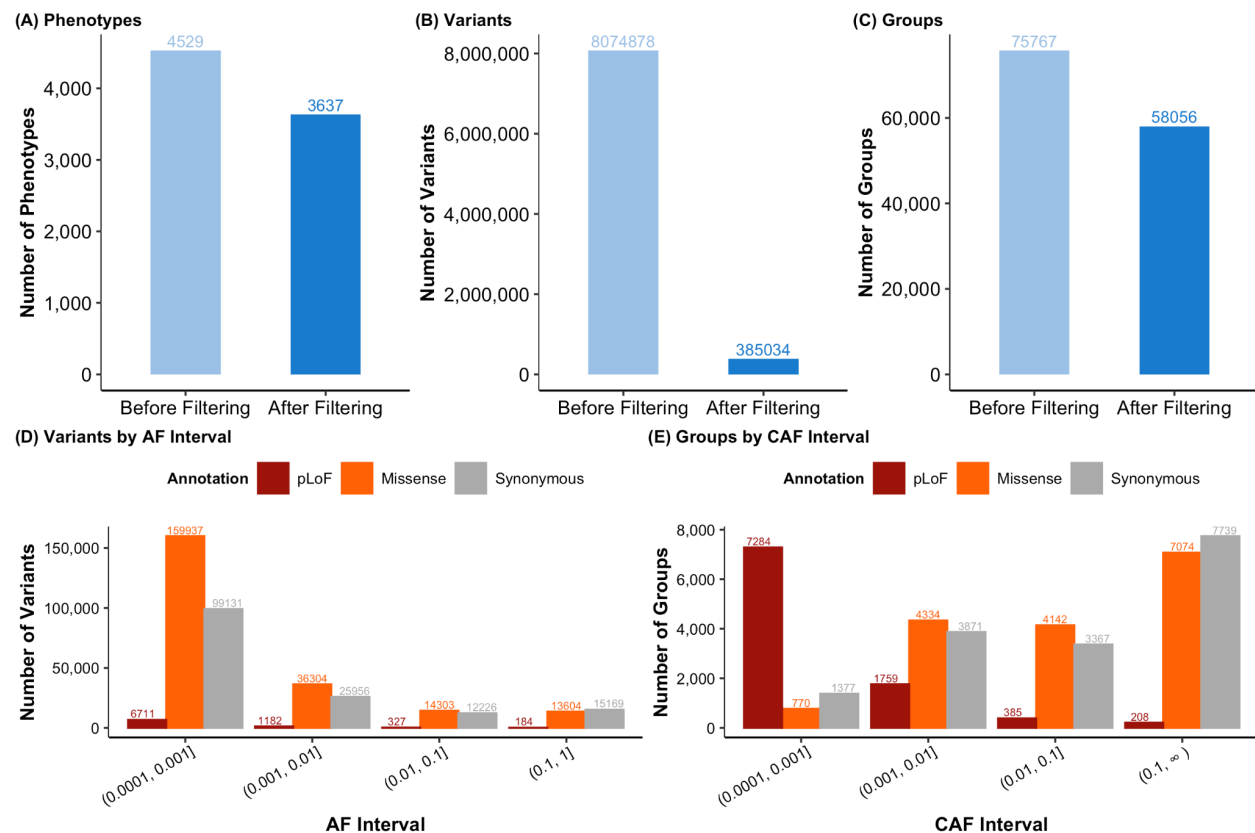 (A) Phenotypes
4529
3637
4,000
3,000
2,000
1,000
0
Number of Phenotypes
Before Filtering
After Filtering
(B) Variants
8074878
385034
8,000,000
6,000,000
4,000,000
2,000,000
0
Number of Variants
Before Filtering
After Filtering
(C) Groups
75767
58056
60,000
40,000
20,000
0
Number of Groups
Before Filtering
After Filtering
(D) Variants by AF Interval
Annotation pLoF Missense Synonymous
150,000
100,000
50,000
0
Number of Variants
6711
159937
99131
1182
36304
25956
327
14303
12226
184
13604
15169
(0.0001, 0.001]
(0.001, 0.01]
(0.01, 0.1]
(0.1, 1]
AF Interval
(E) Groups by CAF Interval
Annotation pLoF Missense Synonymous
8,000
6,000
4,000
2,000
0
Number of Groups
7284
770
1377
1759
4334
3871
385
4142
3367
208
7074
7739
(0.0001, 0.001]
(0.001, 0.01]
(0.01, 0.1]
(0.1, ∞ )
CAF Interval